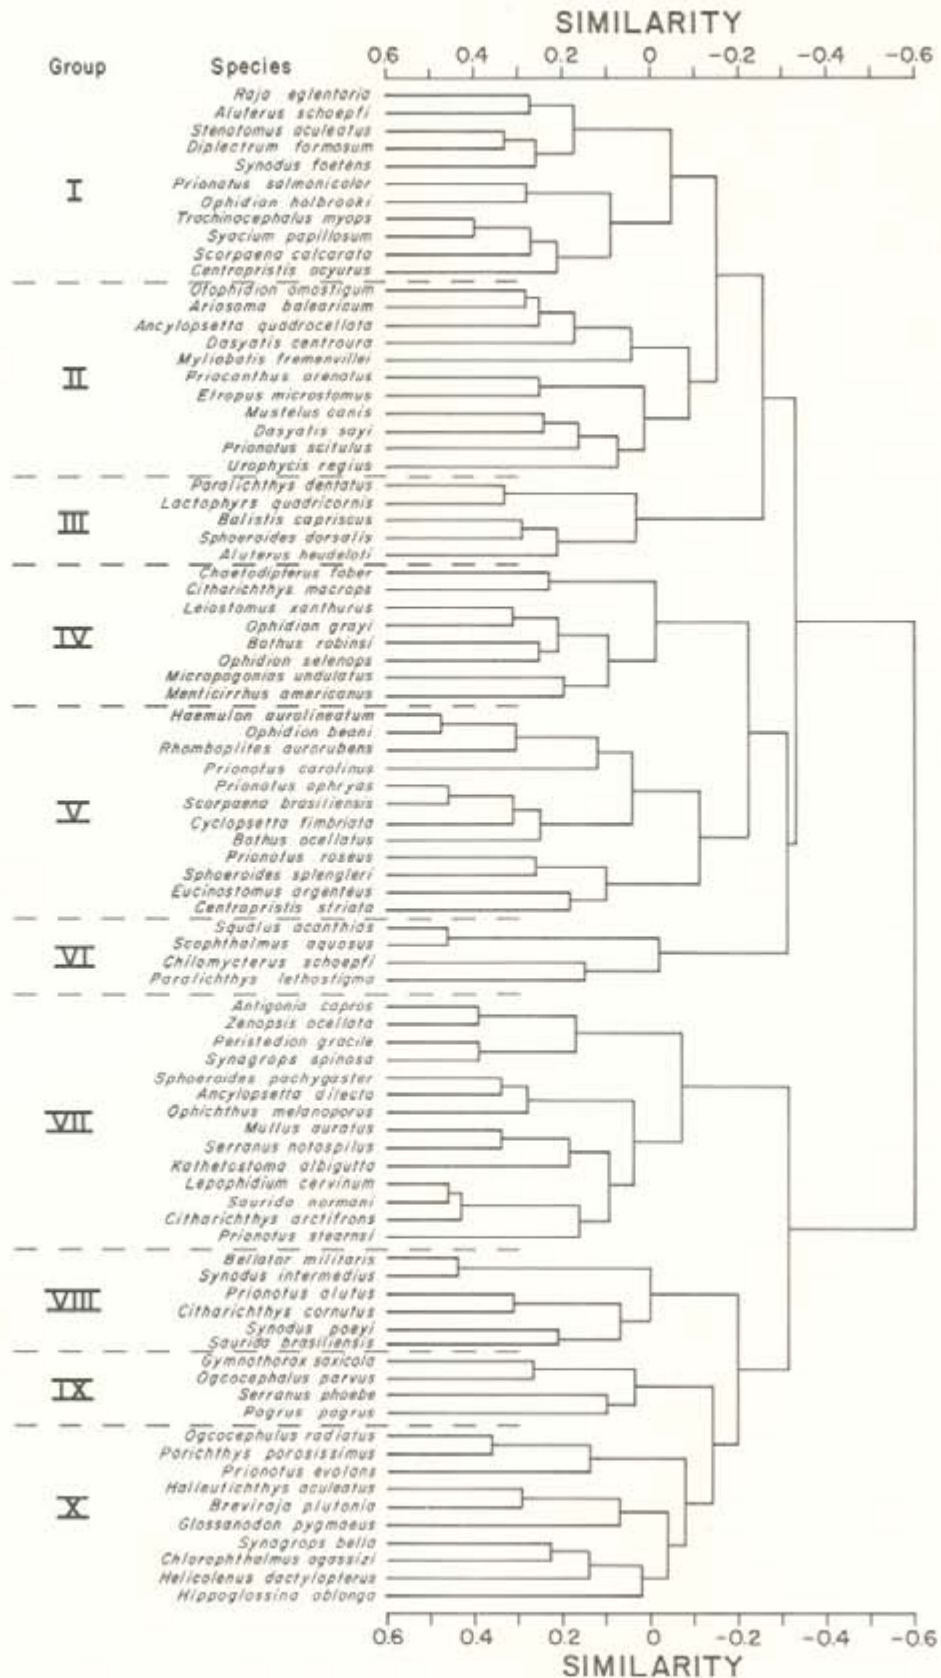 SIMILARITY
Group Species 0.6 0.4 0.2 0 -0.2 -0.4 -0.6
Raja eglentaria
Aluterus schoepfi
Stenotomus aculeatus
Diplectrum formosum
Synodus foetens
I
Prionatus salmonicolor
Ophidion holbrooki
Trachinocephalus myops
Syacium papillosum
Scorpaena calcarata
Centropristis ocyurus
Otophidion omostigum
Ariosoma balearicum
Ancylopsetta quadrocellata
Dasyatis centroura
Myliobatis fremenvillei
II
Priacanthus arenatus
Etropus microstomus
Mustelus canis
Dasyatis sayi
Prionotus scitulus
Urophycis regius
Paralichthys dentatus
Lactophyrs quadricornis
III
Balistis capriscus
Sphoeroides dorsalis
Aluterus heudeloti
Chaetodipterus faber
Citharichthys macrops
Leiostomus xanthurus
Ophidion grayi
IV
Bothus robinsi
Ophidion selenops
Micropogonias undulatus
Menticirrhus americanus
Haemulon aurolineatum
Ophidion beani
Rhomboplites aurorubens
Prionotus carolinus
Prionotus ophryas
Scorpaena brasiliensis
V
Cyclopsetta fimbriata
Bothus ocellatus
Prionotus roseus
Sphoeroides splengleri
Eucinostomus argenteus
Centropristis striata
Squalus acanthias
Scophthalmus aquosus
VI
Chilomycterus schoepfi
Paralichthys lethostigma
Antigonia capros
Zenopsis ocellata
Peristedion gracile
Synagrops spinosa
Sphoeroides pachygaster
Ancylopsetta dilecta
Ophichthus melanoporus
VII
Mullus auratus
Serranus notospilus
Kathetostoma albigutta
Lepophidium cervinum
Saurida normani
Citharichthys arctifrons
Prionotus stearnsi
Bellator militaris
Synodus intermedius
Prionotus alutus
VIII
Citharichthys cornutus
Synodus poeyi
Saurida brasiliensis
Gymnothorax saxicola
Ogcocephalus parvus
IX
Serranus phoebe
Pagrus pagrus
Ogcocephulus radiatus
Porichthys porosissimus
Prionotus evolans
Halieutichthys aculeatus
Breviraja plutonia
X
Glossanodon pygmaeus
Synagrops bella
Chlorophthalmus agassizi
Helicolenus dactylopterus
Hippoglossina oblonga
0.6 0.4 0.2 0 -0.2 -0.4 -0.6
SIMILARITY